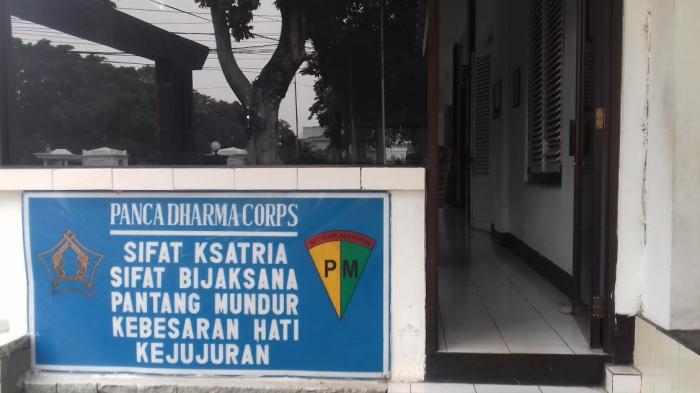 PANCA DHARMA CORPS
SIFAT KSATRIA
SIFAT BIJAKSANA
PANTANG MUNDUR
KEBESARAN HATI
KEJUJURAN
PM